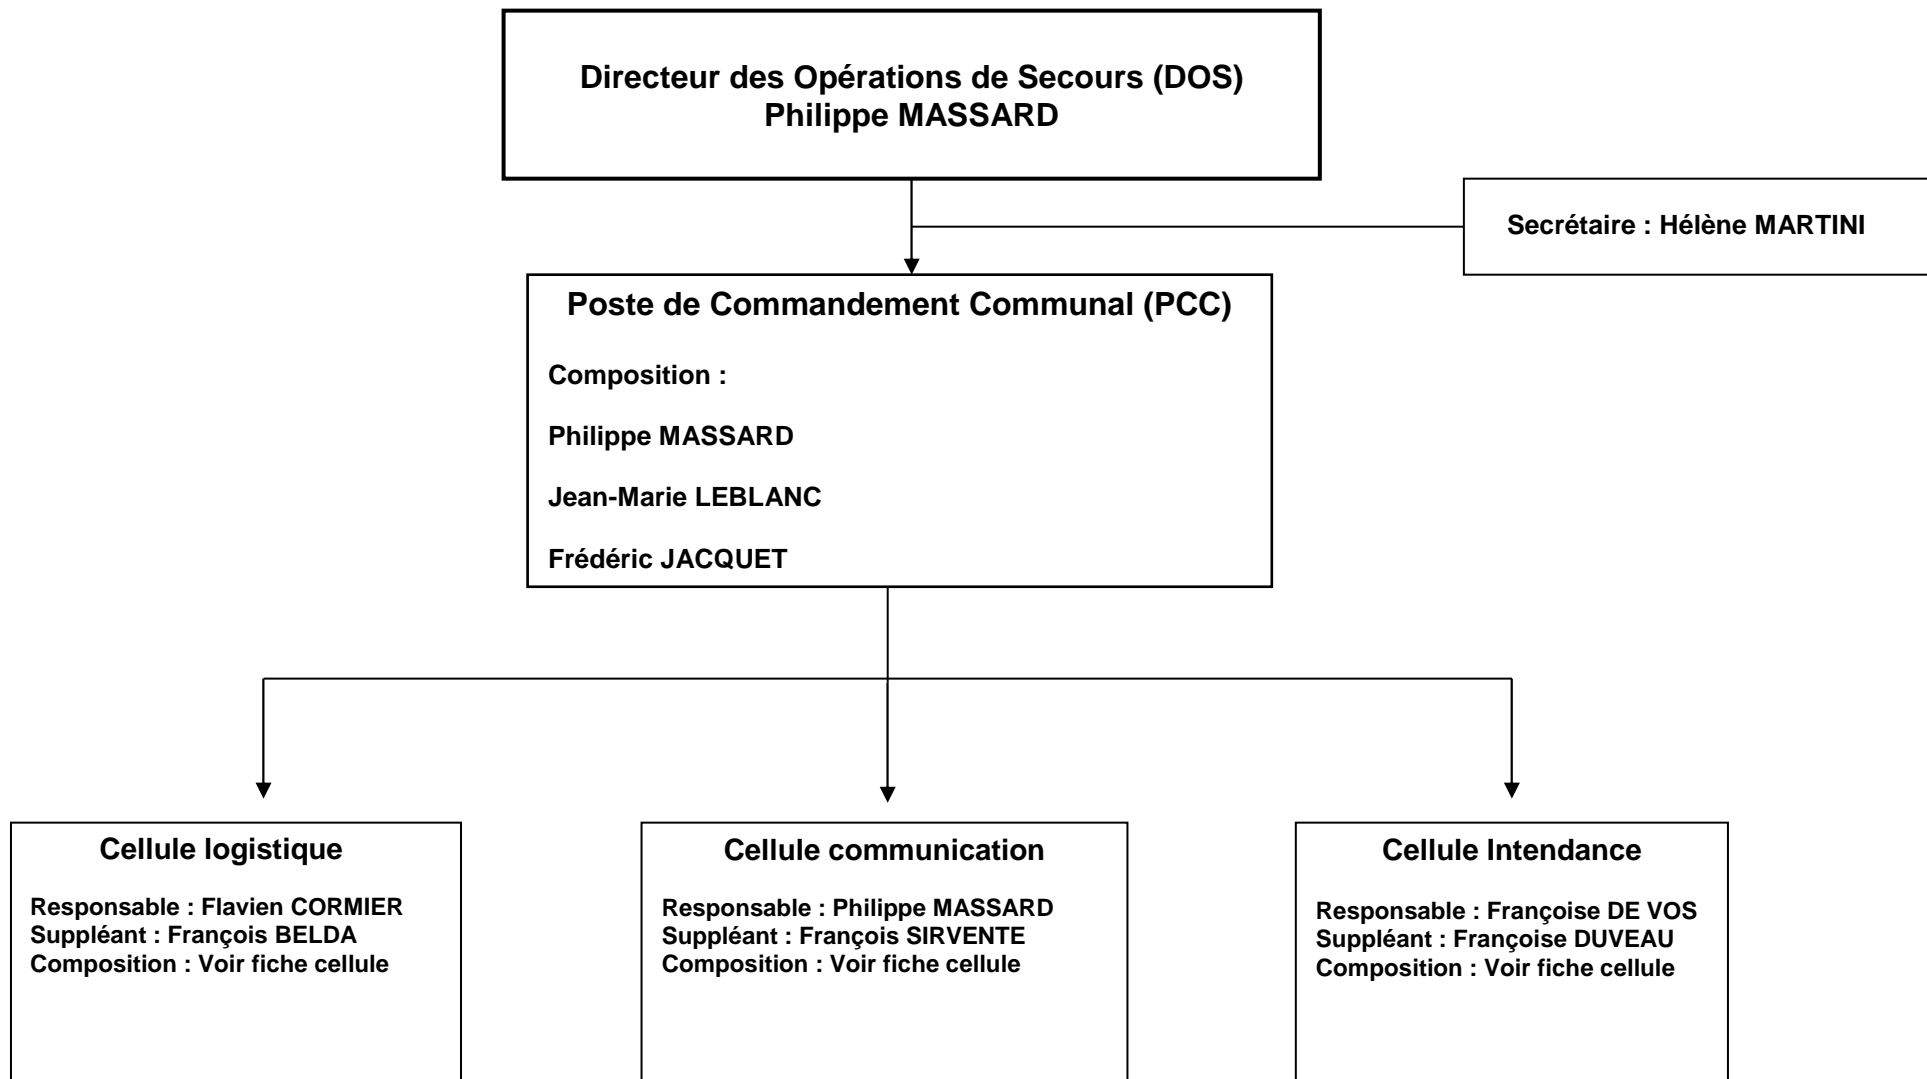 Directeur des Opérations de Secours (DOS)
Philippe MASSARD
Secrétaire : Hélène MARTINI
Poste de Commandement Communal (PCC)
Composition :
Philippe MASSARD
Jean-Marie LEBLANC
Frédéric JACQUET
Cellule logistique
Responsable : Flavien CORMIER
Suppléant : François BELDA
Composition : Voir fiche cellule
Cellule communication
Responsable : Philippe MASSARD
Suppléant : François SIRVENTE
Composition : Voir fiche cellule
Cellule Intendance
Responsable : Françoise DE VOS
Suppléant : Françoise DUVEAU
Composition : Voir fiche cellule